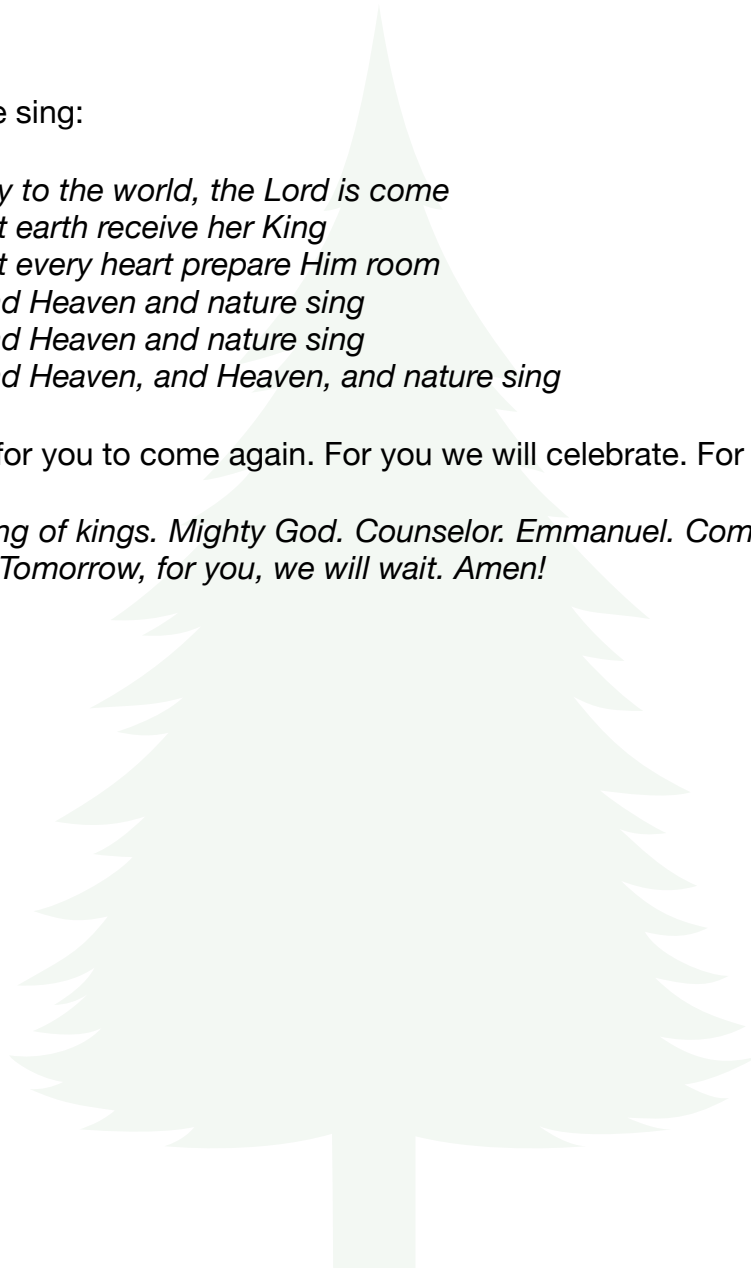 e sing:
y to the world, the Lord is come
t earth receive her King
t every heart prepare Him room
d Heaven and nature sing
d Heaven and nature sing
d Heaven, and Heaven, and nature sing
for you to come again. For you we will celebrate. For
ng of kings. Mighty God. Counselor. Emmanuel. Com
Tomorrow, for you, we will wait. Amen!